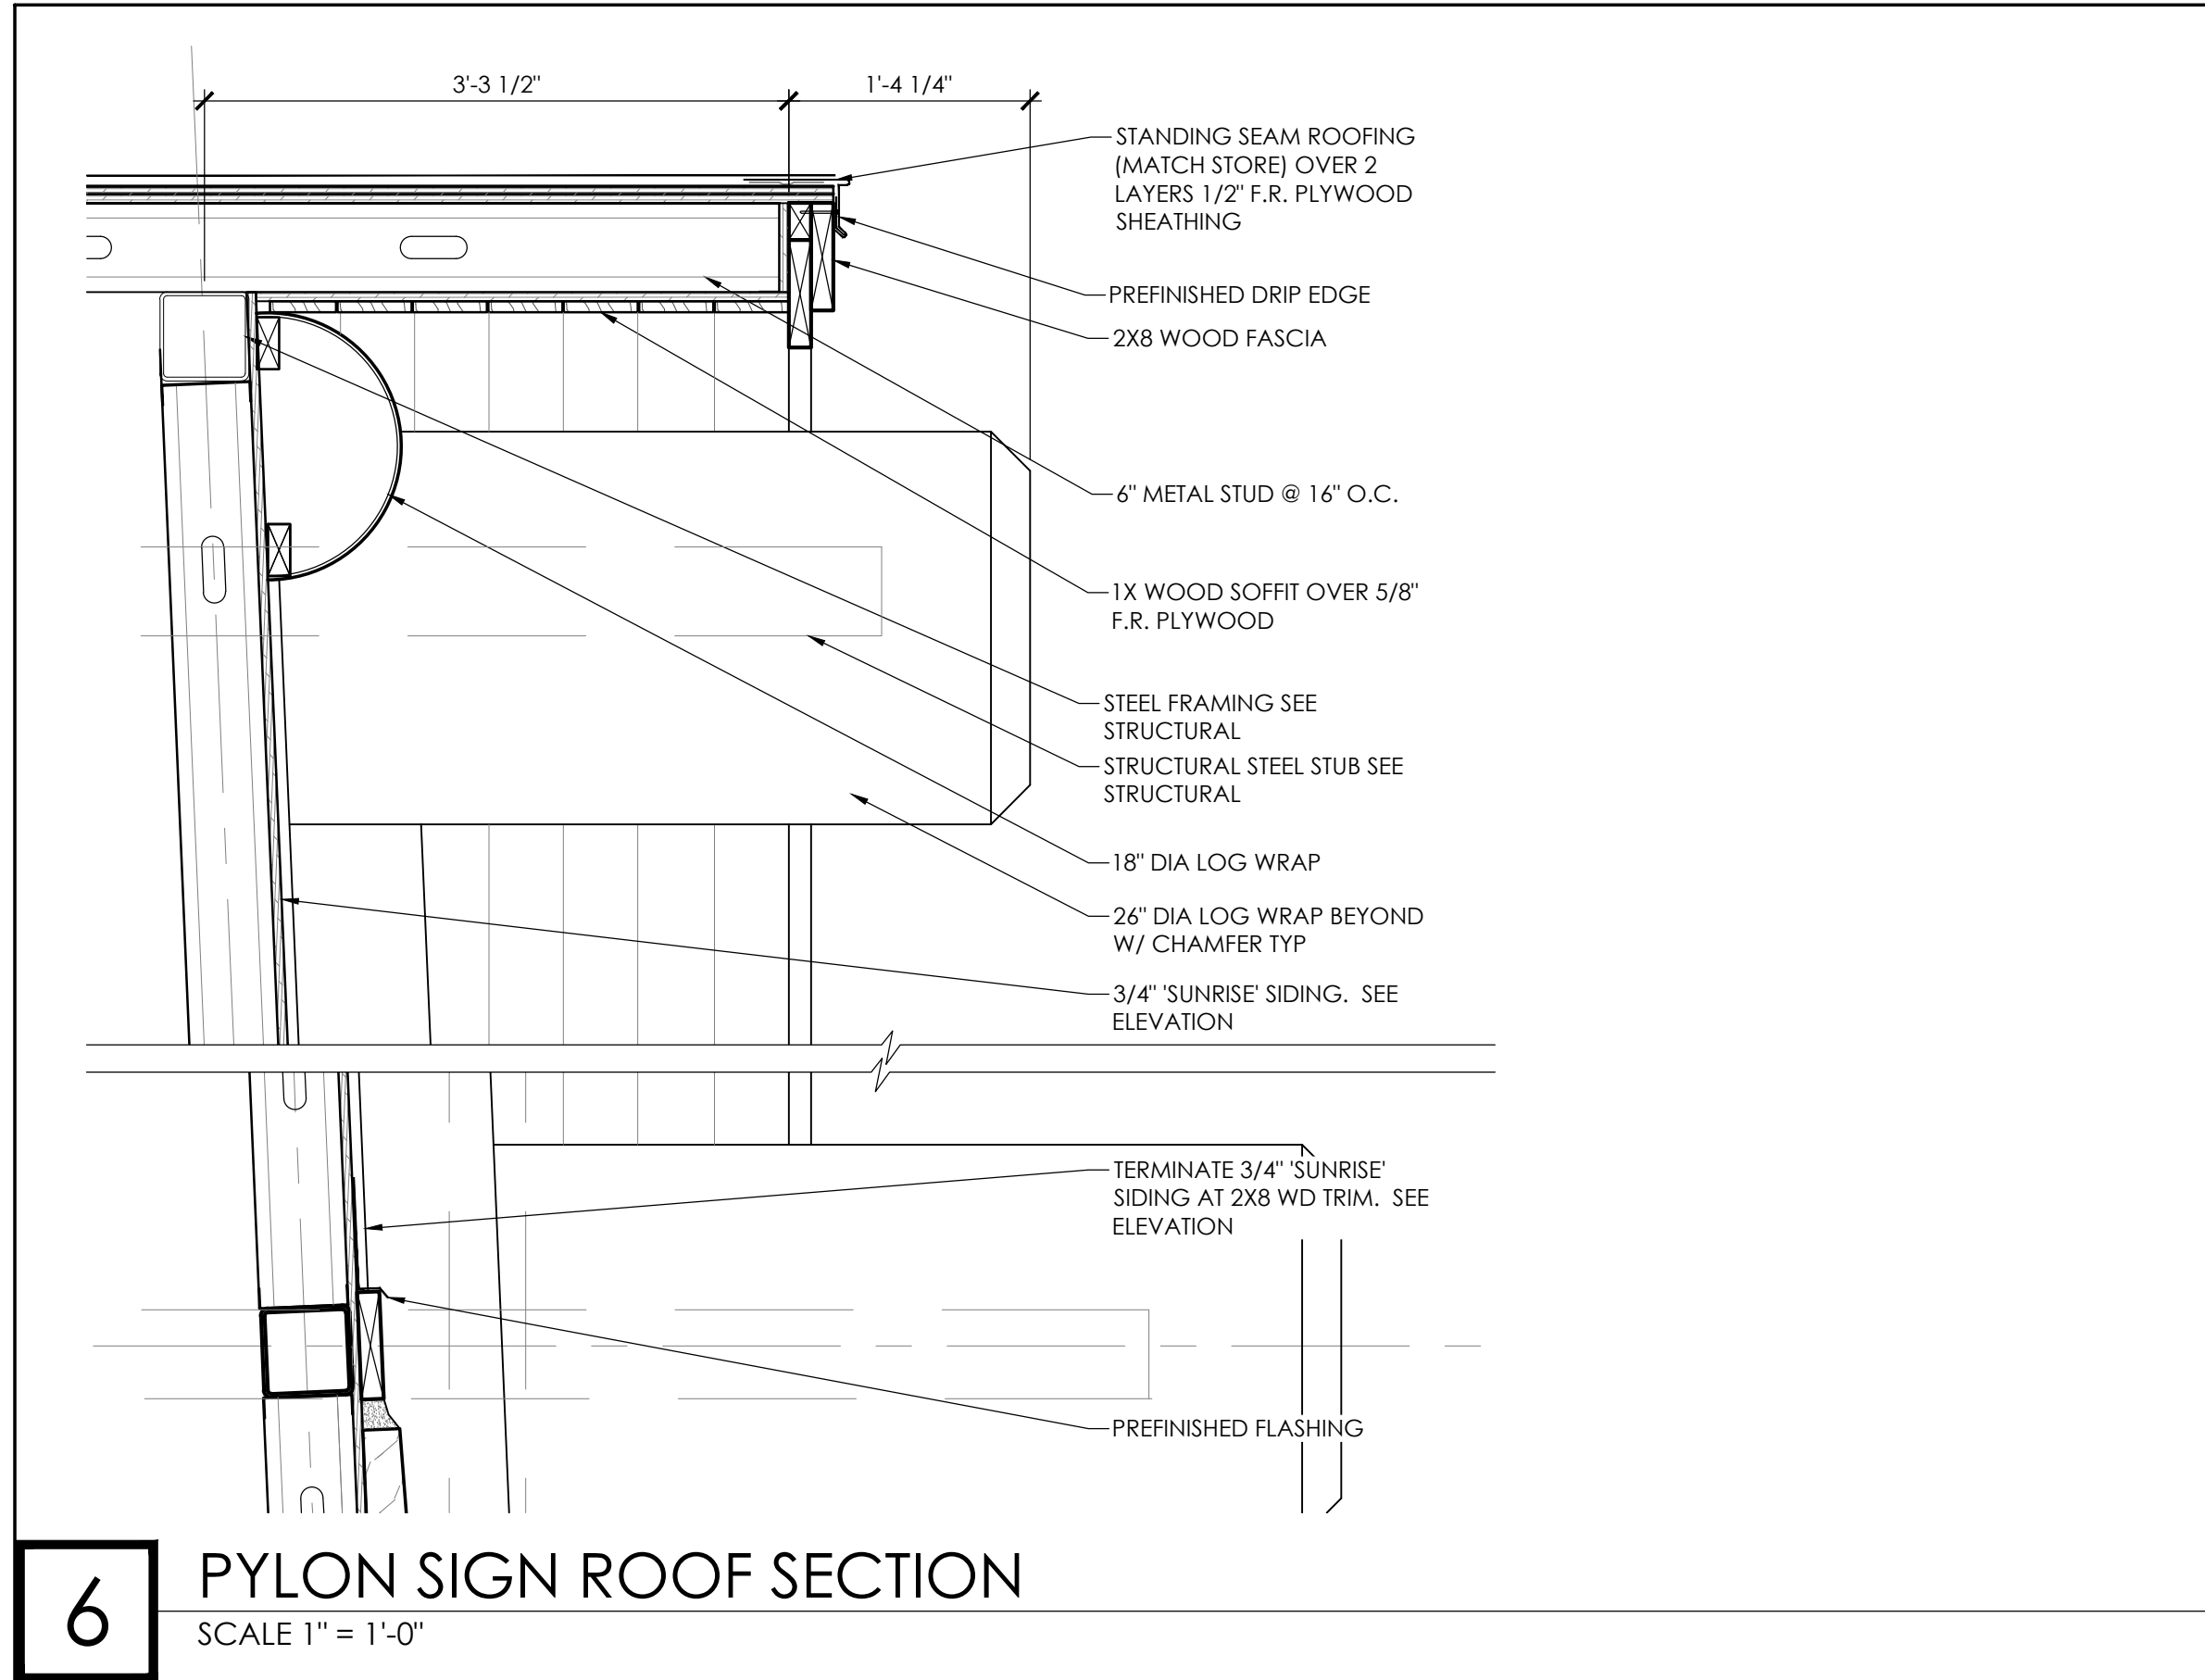 3'-3 1/2"
1'-4 1/4"
STANDING SEAM ROOFING
(MATCH STORE) OVER 2
LAYERS 1/2" F.R. PLYWOOD
SHEATHING
PREFINISHED DRIP EDGE
2X8 WOOD FASCIA
6" METAL STUD @ 16" O.C.
1X WOOD SOFFIT OVER 5/8"
F.R. PLYWOOD
STEEL FRAMING SEE
STRUCTURAL
STRUCTURAL STEEL STUB SEE
STRUCTURAL
18" DIA LOG WRAP
26" DIA LOG WRAP BEYOND
W/ CHAMFER TYP
3/4" 'SUNRISE' SIDING.  SEE
ELEVATION
TERMINATE 3/4" 'SUNRISE'
SIDING AT 2X8 WD TRIM.  SEE
ELEVATION
PREFINISHED FLASHING
6
PYLON SIGN ROOF SECTION
SCALE 1" = 1'-0"